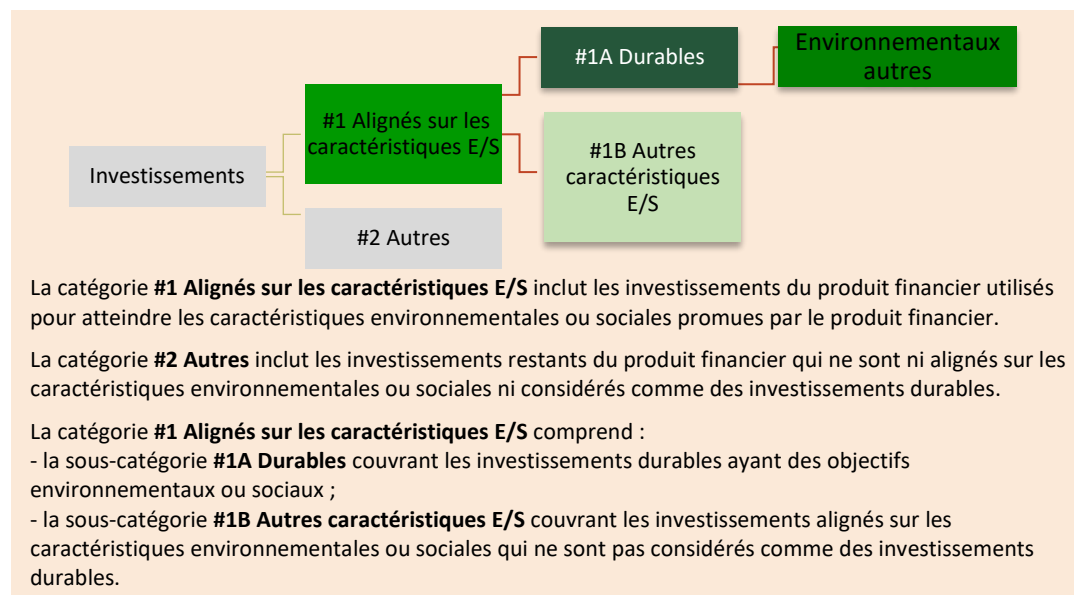 #1A Durables
Environnementaux
autres
#1 Alignés sur les
caractéristiques E/S
#1B Autres
caractéristiques
E/S
Investissements
#2 Autres
La catégorie #1 Alignés sur les caractéristiques E/S inclut les investissements du produit financier utilisés
pour atteindre les caractéristiques environnementales ou sociales promues par le produit financier.
La catégorie #2 Autres inclut les investissements restants du produit financier qui ne sont ni alignés sur les
caractéristiques environnementales ou sociales ni considérés comme des investissements durables.
La catégorie #1 Alignés sur les caractéristiques E/S comprend :
- la sous-catégorie #1A Durables couvrant les investissements durables ayant des objectifs
environnementaux ou sociaux ;
- la sous-catégorie #1B Autres caractéristiques E/S couvrant les investissements alignés sur les
caractéristiques environnementales ou sociales qui ne sont pas considérés comme des investissements
durables.